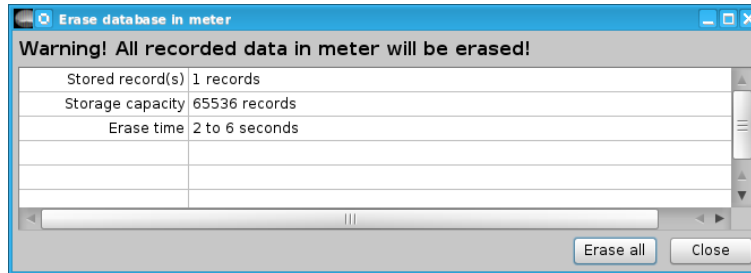 Erase database in meter
Warning! All recorded data in meter will be erased!
Stored record(s) 1 records
Storage capacity 65536 records
Erase time 2 to 6 seconds
Erase all Close